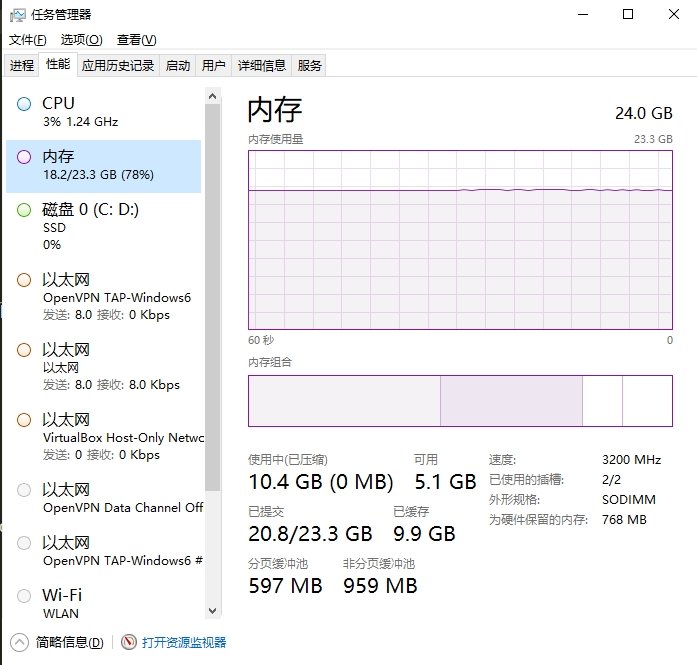 任务管理器
文件(F) 选项(O) 查看(V)
进程 性能 应用历史记录 启动 用户 详细信息 服务
CPU
3% 1.24 GHz
内存
18.2/23.3 GB (78%)
磁盘 0 (C: D:)
SSD
0%
以太网
OpenVPN TAP-Windows6
发送: 8.0 接收: 0 Kbps
以太网
以太网
发送: 8.0 接收: 8.0 Kbps
以太网
VirtualBox Host-Only Netwo
发送: 0 接收: 0 Kbps
以太网
OpenVPN Data Channel Off
以太网
OpenVPN TAP-Windows6 #
Wi-Fi
WLAN
内存 24.0 GB
内存使用量 23.3 GB
60 秒 0
内存组合
使用中(已压缩) 可用
10.4 GB (0 MB) 5.1 GB
已提交 已缓存
20.8/23.3 GB 9.9 GB
分页缓冲池 非分页缓冲池
597 MB 959 MB
速度: 3200 MHz
已使用的插槽: 2/2
外形规格: SODIMM
为硬件保留的内存: 768 MB
简略信息(D) 打开资源监视器